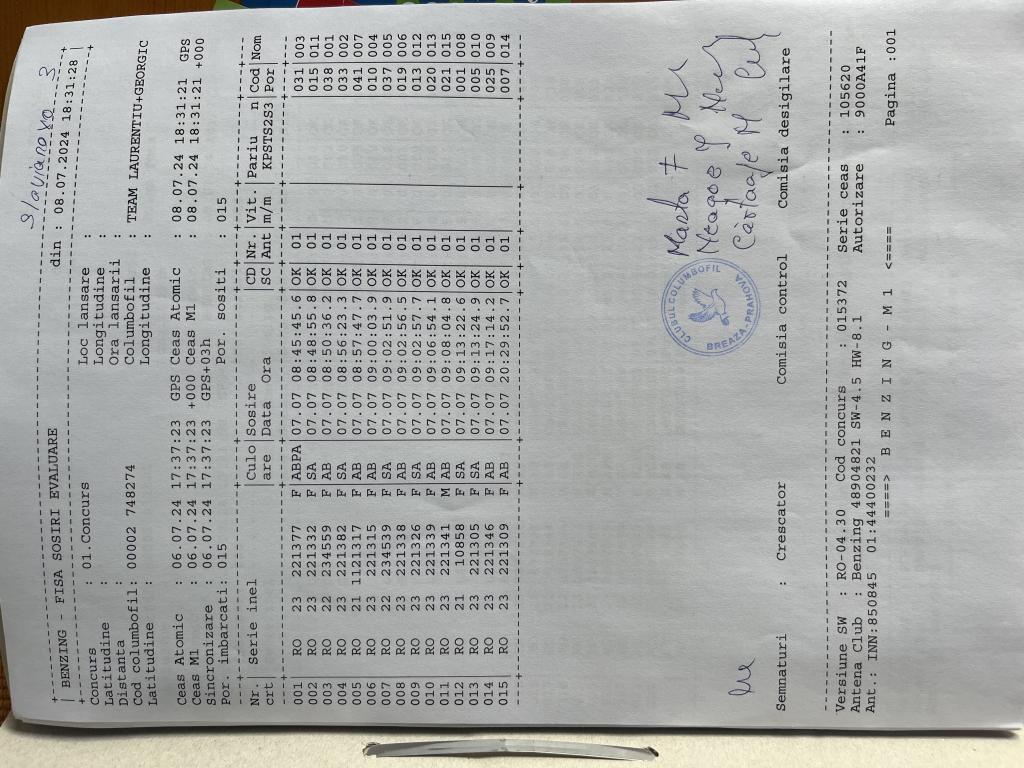 Slavianovo 3
| BENZING - FISA SOSIRI EVALUARE din : 08.07.2024 18:31:28 |
Concurs : 01.Concurs Loc lansare :
Latitudine : Longitudine :
Distanta : Ora lansarii :
Cod columbofil: 00002 748274 Columbofil : TEAM LAURENTIU+GEORGIC
Latitudine : Longitudine :
Ceas Atomic : 06.07.24 17:37:23 GPS Ceas Atomic : 08.07.24 18:31:21 GPS
Ceas M1 : 06.07.24 17:37:23 +000 Ceas M1 : 08.07.24 18:31:21 +000
Sincronizare : 06.07.24 17:37:23 GPS+03h
Por. imbarcati : 015 Por. sositi : 015
Nr. | Serie inel |Culo|Sosire |CD|Nr. |Vit.|Pariu n|Cod|Nom
crt | |are |Data Ora |SC|Ant|m/m |KPSTS2S3|Por|
001 | RO 23 221377 F|ABPA|07.07 08:45:45.6|OK| 01 | | |031|003
002 | RO 23 221332 F|SA |07.07 08:48:55.8|OK| 01 | | |015|011
003 | RO 22 234559 F|AB |07.07 08:50:36.2|OK| 01 | | |038|001
004 | RO 23 221382 F|SA |07.07 08:56:23.3|OK| 01 | | |033|002
005 | RO 21 1121317 F|AB |07.07 08:57:47.7|OK| 01 | | |041|007
006 | RO 23 221315 F|AB |07.07 09:00:03.9|OK| 01 | | |010|004
007 | RO 22 234539 F|SA |07.07 09:02:51.9|OK| 01 | | |037|005
008 | RO 23 221338 F|AB |07.07 09:02:56.5|OK| 01 | | |019|006
009 | RO 23 221326 F|SA |07.07 09:02:57.7|OK| 01 | | |013|012
010 | RO 23 221339 F|AB |07.07 09:06:54.1|OK| 01 | | |020|013
011 | RO 23 221341 M|AB |07.07 09:08:04.8|OK| 01 | | |021|015
012 | RO 21 10858 F|SA |07.07 09:13:22.6|OK| 01 | | |001|008
013 | RO 23 221305 F|SA |07.07 09:13:24.9|OK| 01 | | |005|010
014 | RO 23 221346 F|AB |07.07 09:17:14.2|OK| 01 | | |025|009
015 | RO 23 221309 F|AB |07.07 20:29:52.7|OK| 01 | | |007|014
CLUBUL COLUMBOFIL
BREAZA-PRAHOVA
Semnaturi : Crescator Comisia control Comisia desigilare
Versiune SW : RO-04.30 Cod concurs : 015372 Serie ceas : 105620
Antena Club : Benzing 48904821 SW-4.5 HW-8.1 Autorizare : 9000A41F
Ant.: INN:850845 01:44400232
====> B E N Z I N G - M 1 <==== Pagina :001